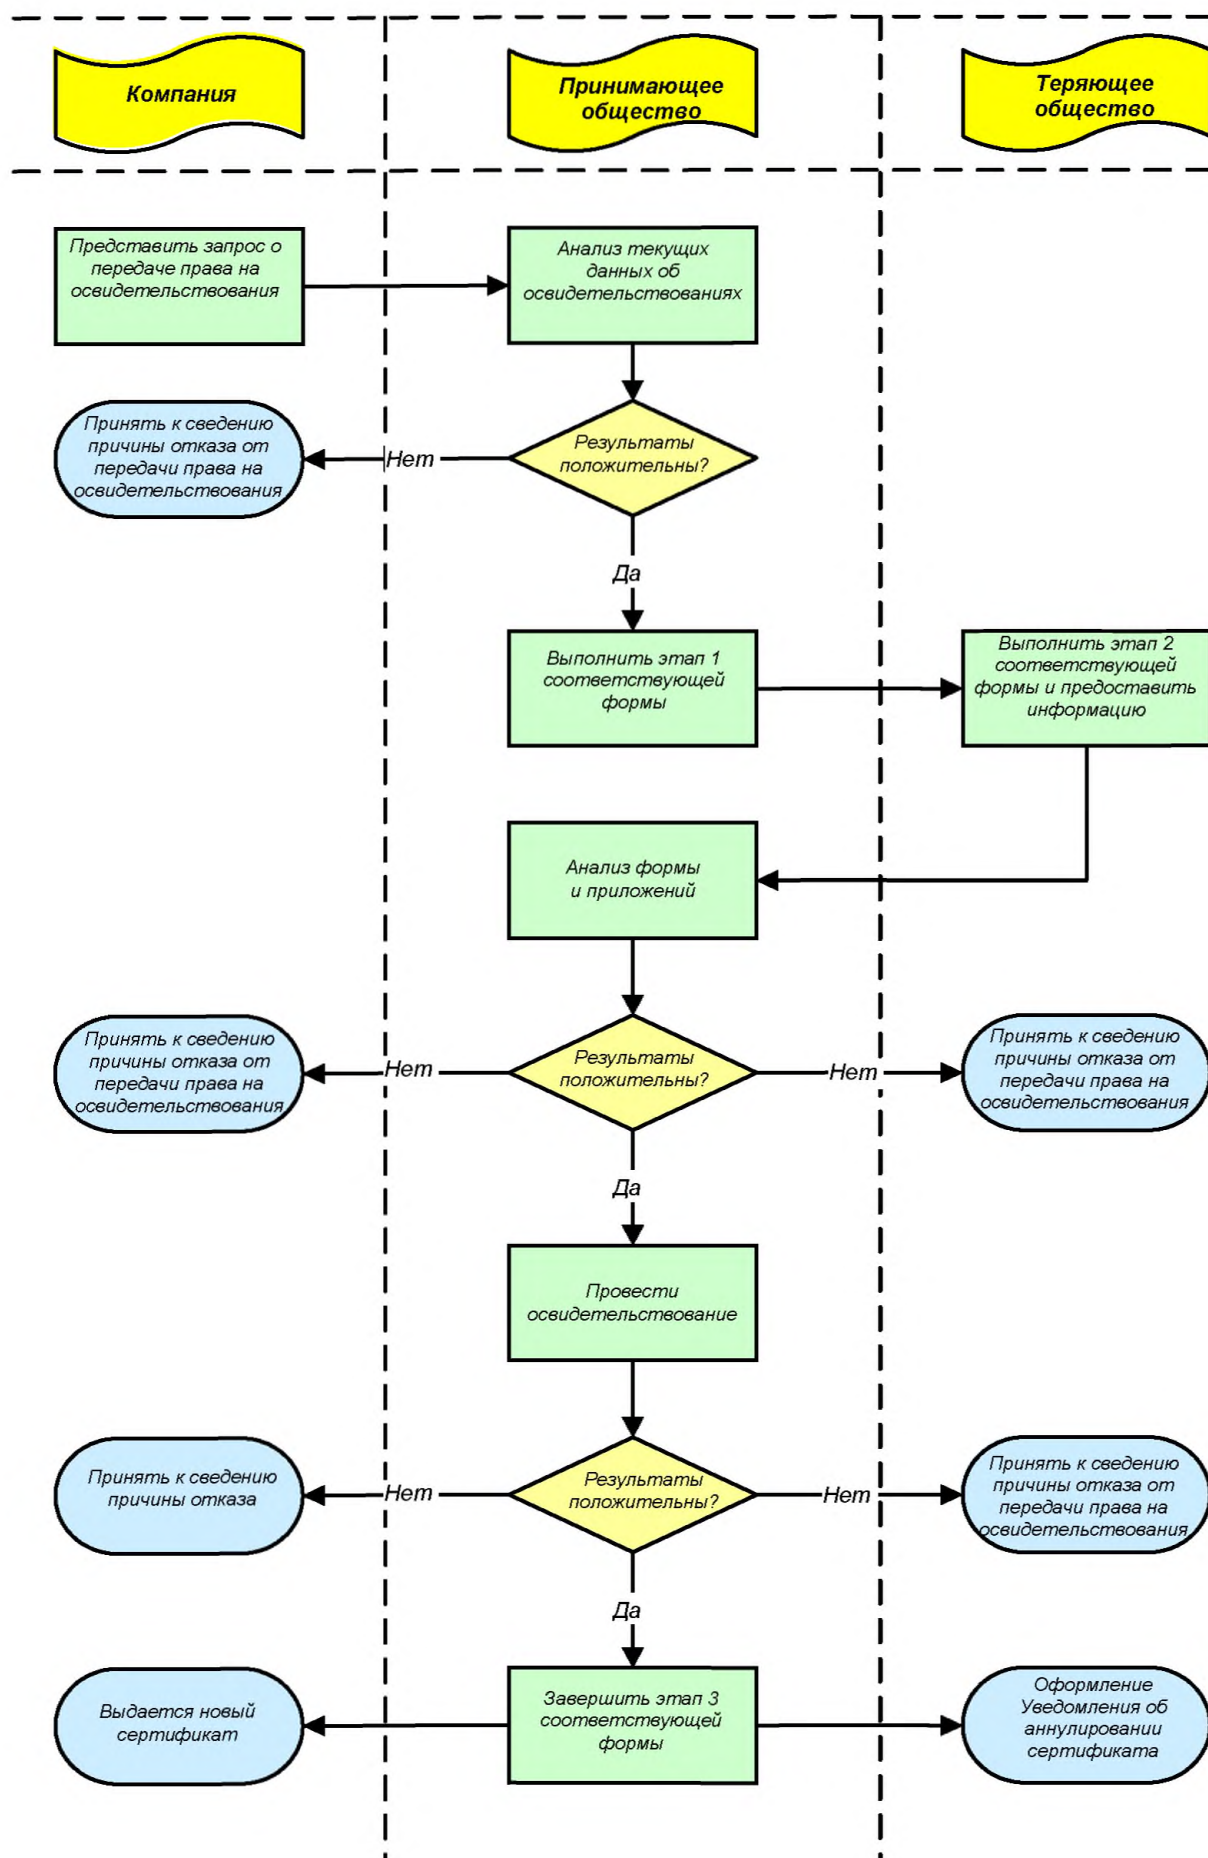 Компания
Принимающее
общество
Теряющее
общество
Представить запрос о
передаче права на
освидетельствования
Анализ текущих
данных об
освидетельствованиях
Принять к сведению
причины отказа от
передачи права на
освидетельствования
Нет
Результаты
положительны?
Да
Выполнить этап 1
соответствующей
формы
Выполнить этап 2
соответствующей
формы и предоставить
информацию
Анализ формы
и приложений
Принять к сведению
причины отказа от
передачи права на
освидетельствования
Нет
Результаты
положительны?
Нет
Принять к сведению
причины отказа от
передачи права на
освидетельствования
Да
Провести
освидетельствование
Принять к сведению
причины отказа
Нет
Результаты
положительны?
Нет
Принять к сведению
причины отказа от
передачи права на
освидетельствования
Да
Выдается новый
сертификат
Завершить этап 3
соответствующей
формы
Оформление
Уведомления об
аннулировании
сертификата